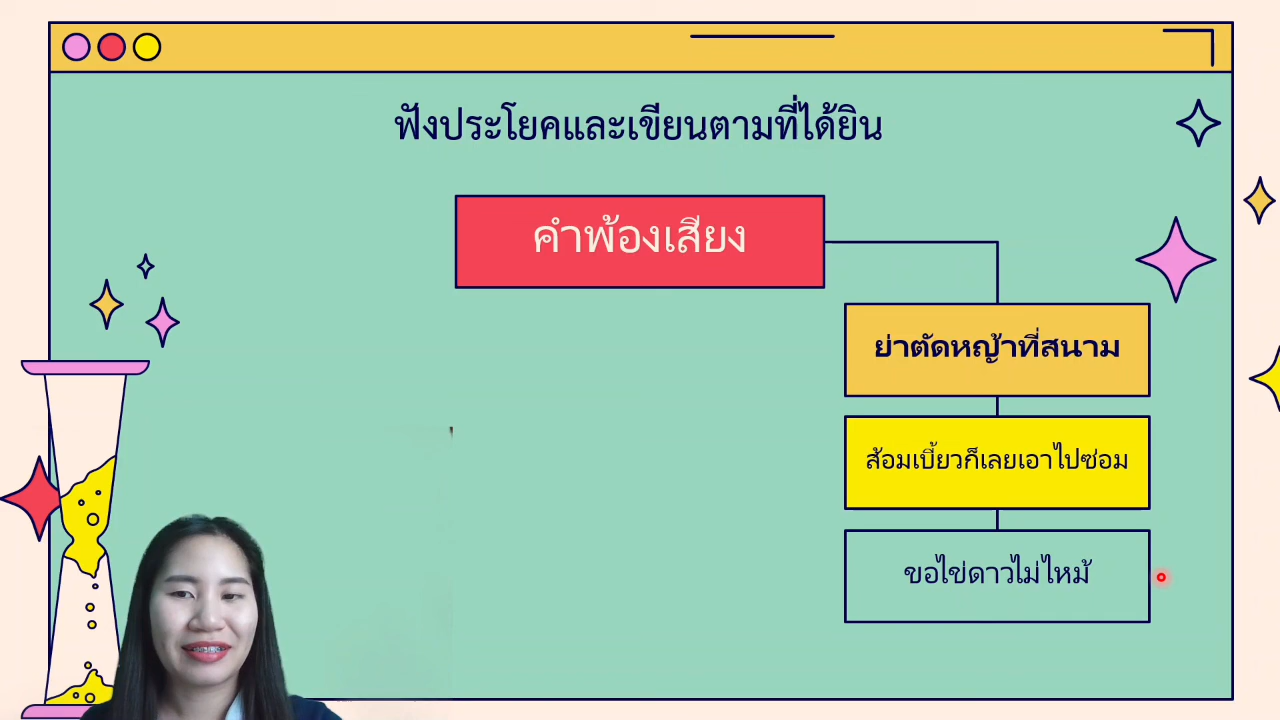 ฟังประโยคและเขียนตามที่ได้ยิน
คำพ้องเสียง
ย่าตัดหญ้าที่สนาม
ส้อมเบี้ยวก็เลยเอาไปซ่อม
ขอไข่ดาวไม่ไหม้